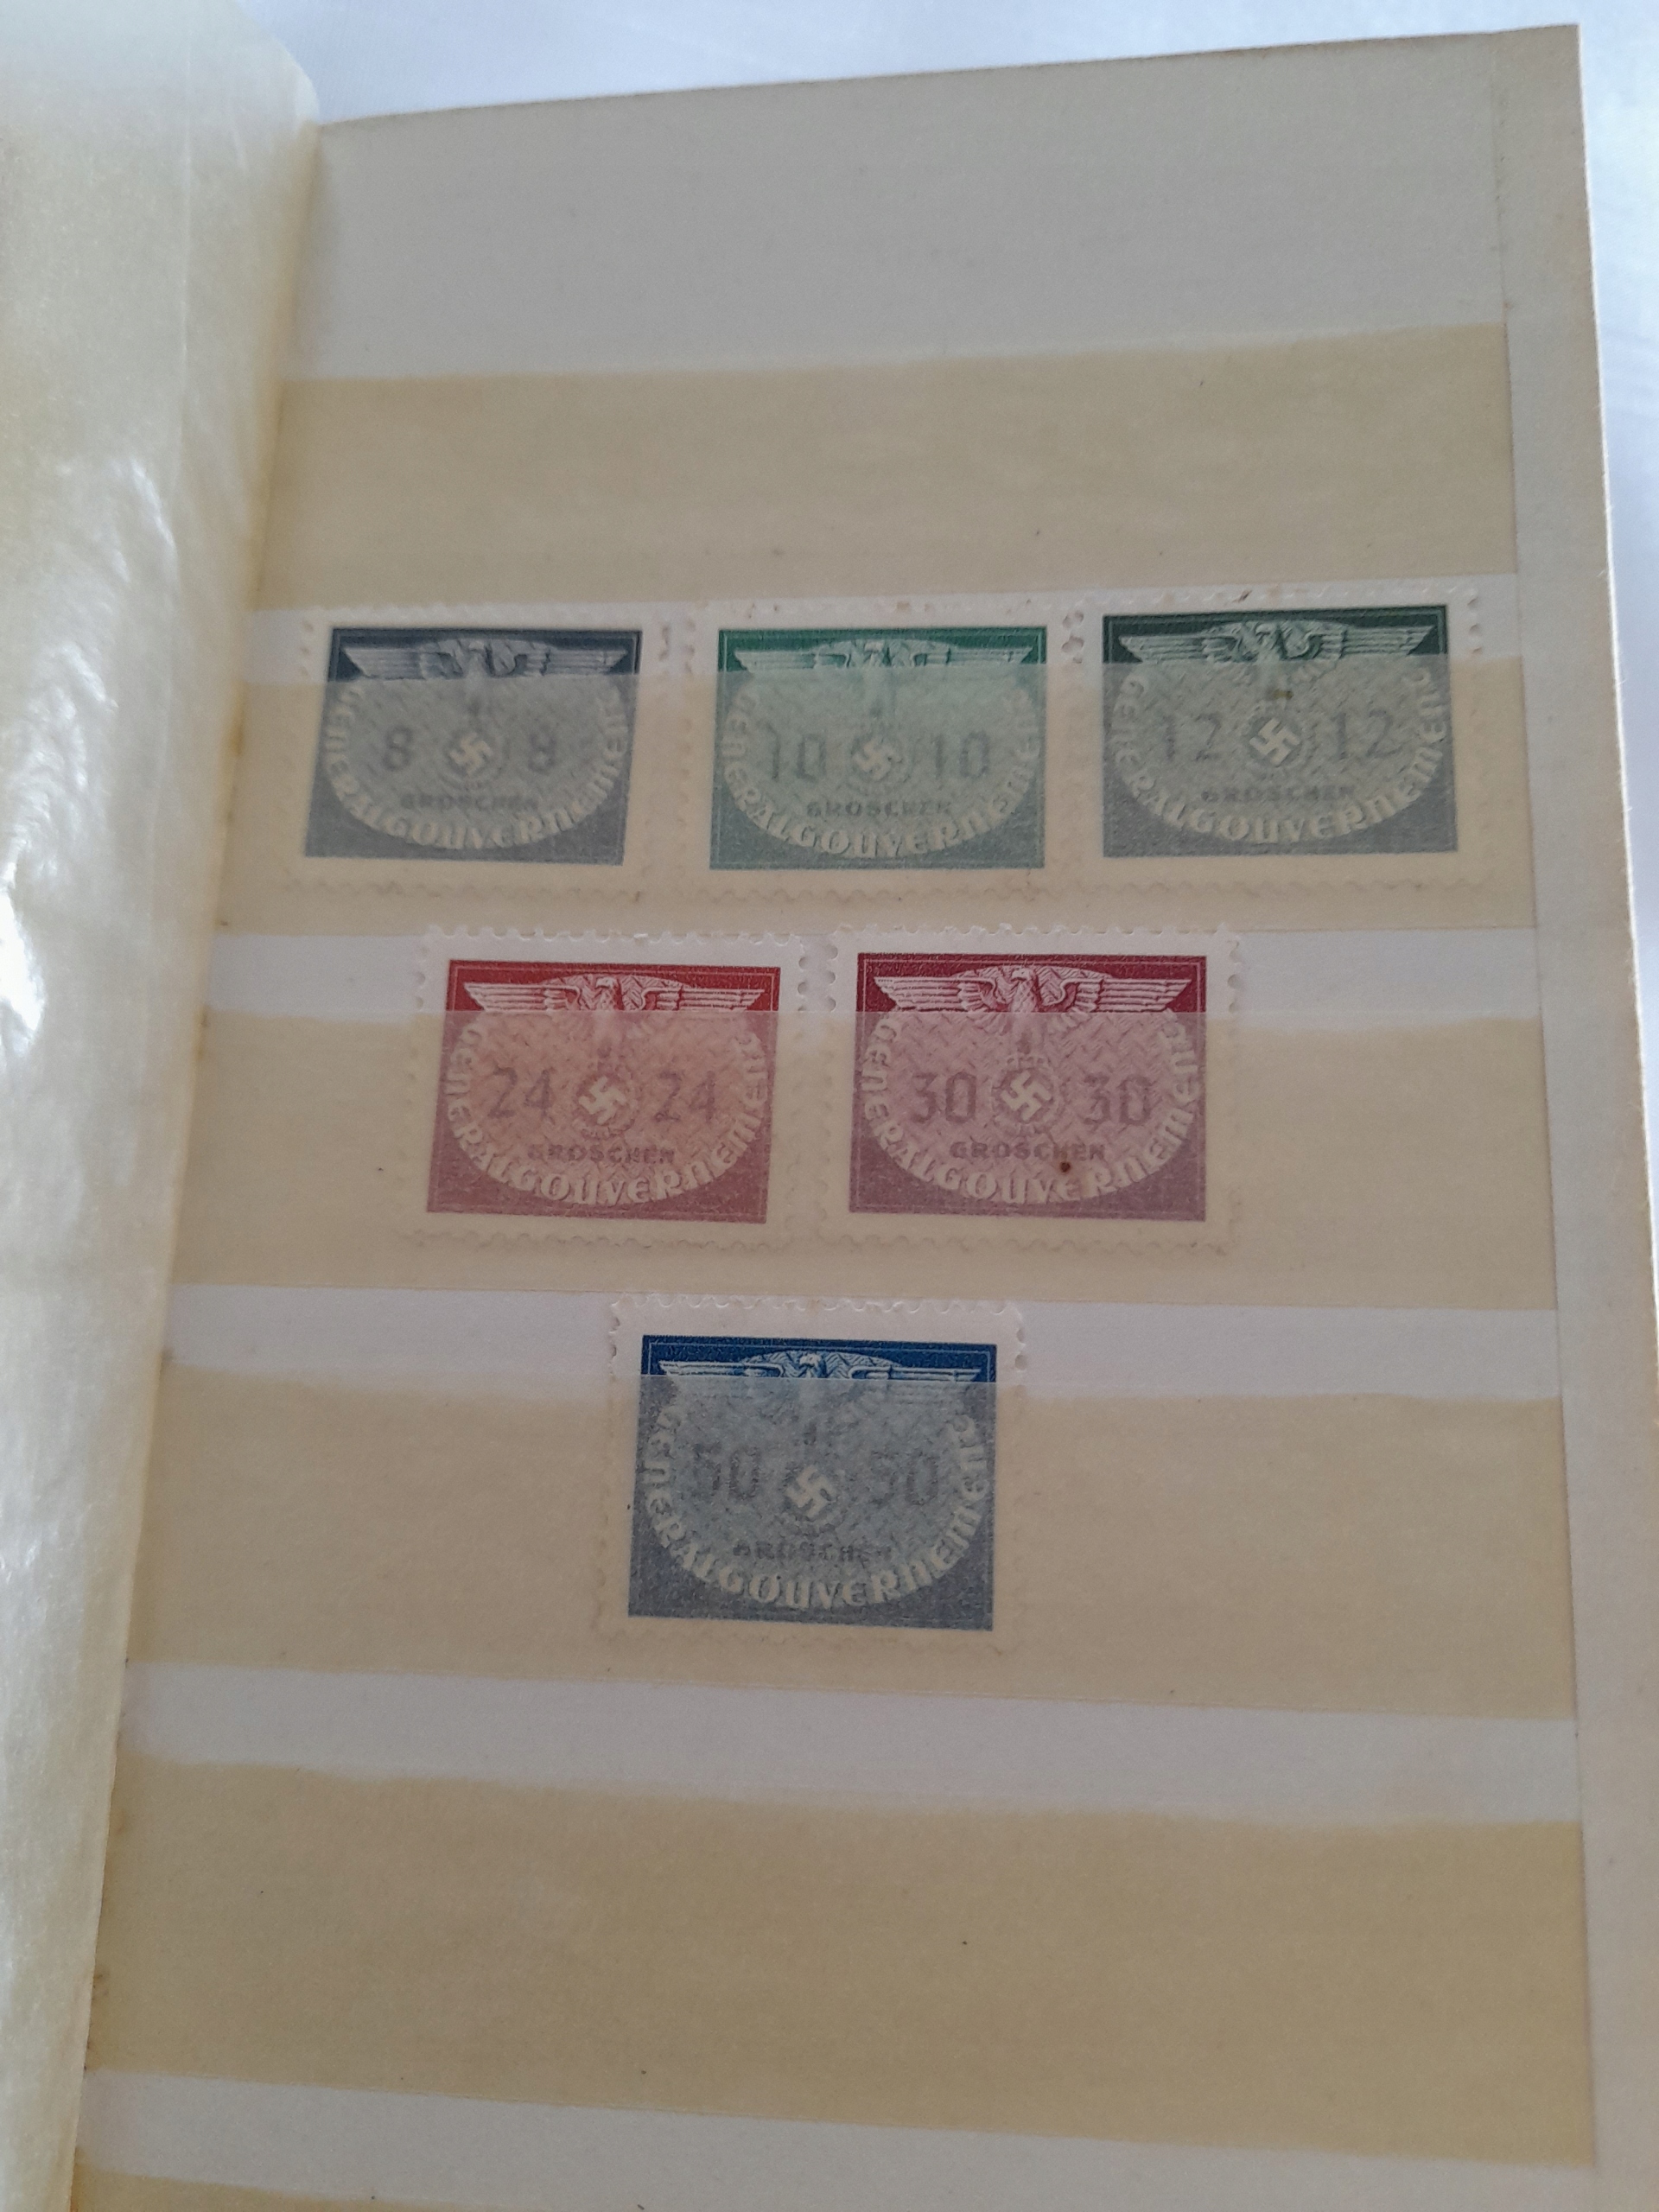 8 8
GROSCHEN
GENERALGOUVERNEMENT
10 10
GROSCHEN
GENERALGOUVERNEMENT
12 12
GROSCHEN
GENERALGOUVERNEMENT
24 24
GROSCHEN
GENERALGOUVERNEMENT
30 30
GROSCHEN
GENERALGOUVERNEMENT
50 50
GROSCHEN
GENERALGOUVERNEMENT